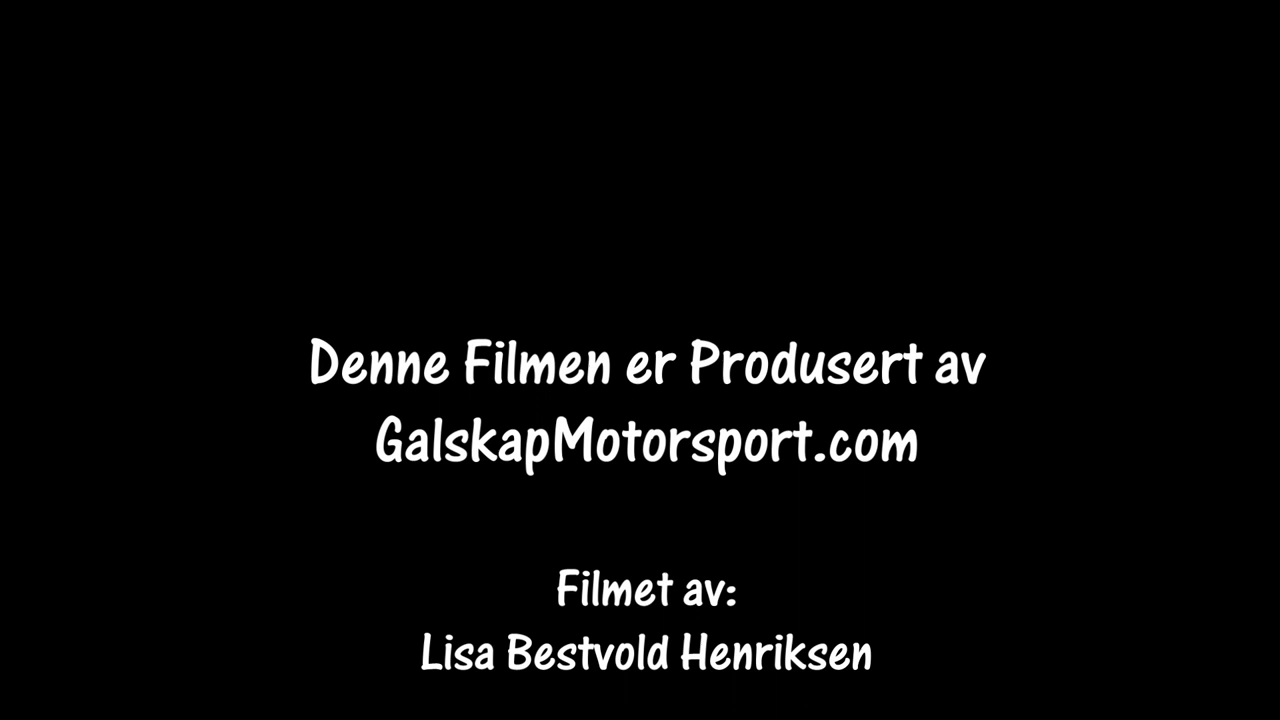 Denne Filmen er Produsert av
GalskapMotorsport.com
Filmet av:
Lisa Bestvold Henriksen